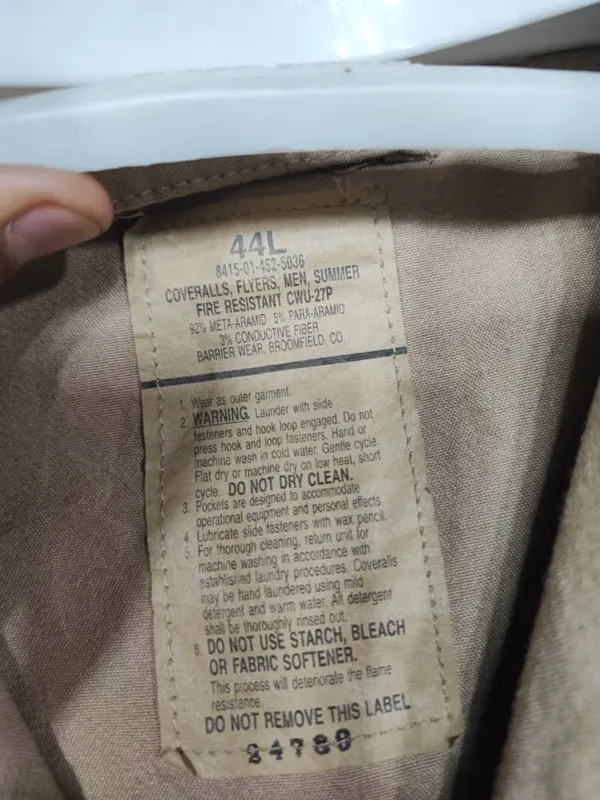 44L
8415-01-452-5036
COVERALLS, FLYERS, MEN, SUMMER
FIRE RESISTANT CWU-27P
92% META-ARAMID 5% PARA-ARAMID
3% CONDUCTIVE FIBER
BARRIER WEAR, BROOMFIELD, CO.
1. Wear as outer garment.
2. WARNING. Launder with slide
fasteners and hook loop engaged. Do not
press hook and loop fasteners. Hand or
machine wash in cold water. Gentle cycle.
Flat dry or machine dry on low heat, short
cycle. DO NOT DRY CLEAN.
3. Pockets are designed to accommodate
operational equipment and personal effects.
4. Lubricate slide fasteners with wax pencil.
5. For thorough cleaning, return unit for
machine washing in accordance with
established laundry procedures. Coveralls
may be hand laundered using mild
detergent and warm water. All detergent
shall be thoroughly rinsed out.
6. DO NOT USE STARCH, BLEACH
OR FABRIC SOFTENER.
This process will deteriorate the flame
resistance.
DO NOT REMOVE THIS LABEL
24789